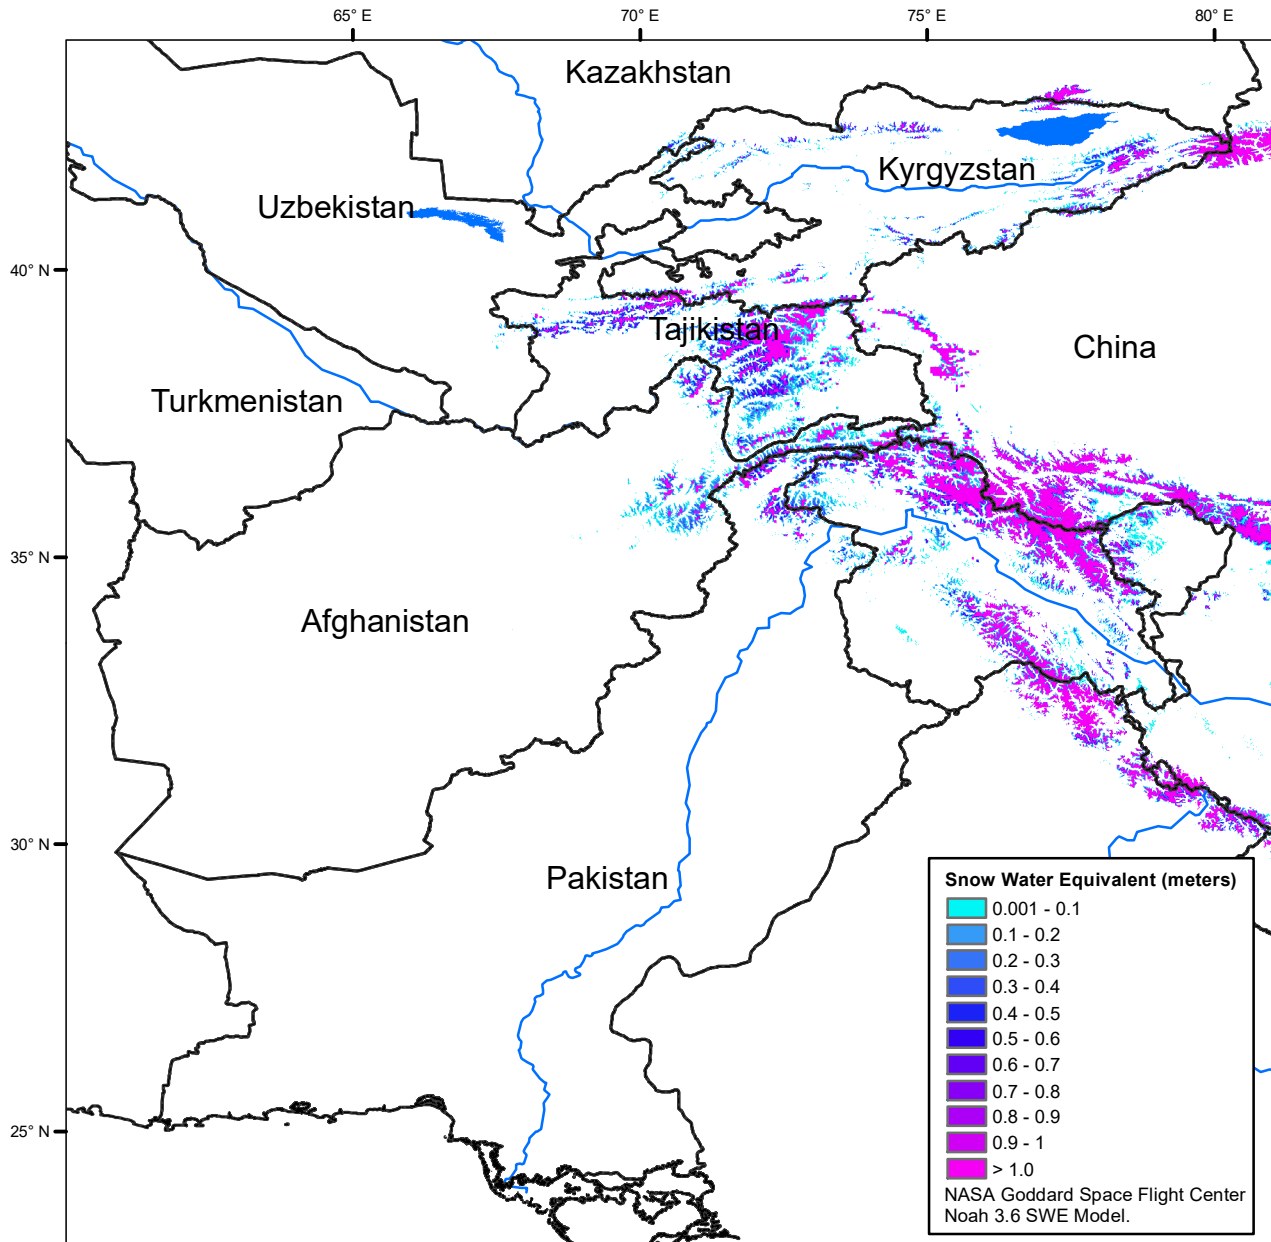 65° E
70° E
75° E
80° E
Kazakhstan
Kyrgyzstan
Uzbekistan
40° N
Tajikistan
China
Turkmenistan
35° N
Afghanistan
30° N
Pakistan
25° N
Snow Water Equivalent (meters)
0.001 - 0.1
0.1 - 0.2
0.2 - 0.3
0.3 - 0.4
0.4 - 0.5
0.5 - 0.6
0.6 - 0.7
0.7 - 0.8
0.8 - 0.9
0.9 - 1
> 1.0
NASA Goddard Space Flight Center
Noah 3.6 SWE Model.